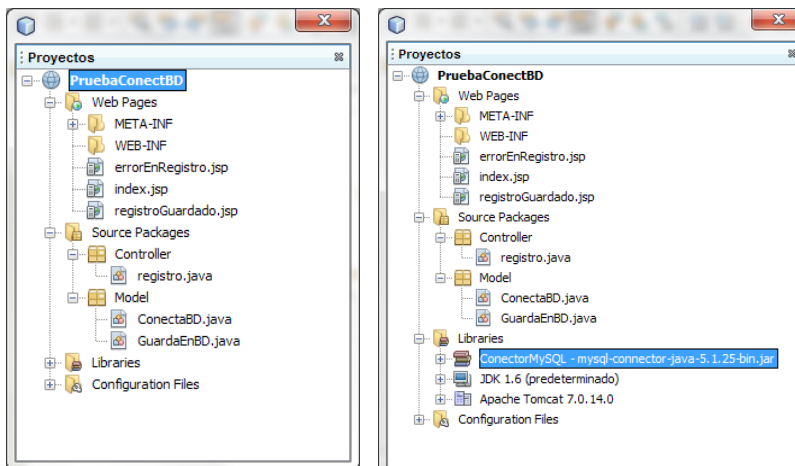 Proyectos
PruebaConectBD
Web Pages
META-INF
WEB-INF
errorEnRegistro.jsp
index.jsp
registroGuardado.jsp
Source Packages
Controller
registro.java
Model
ConectaBD.java
GuardaEnBD.java
Libraries
Configuration Files
Proyectos
PruebaConectBD
Web Pages
META-INF
WEB-INF
errorEnRegistro.jsp
index.jsp
registroGuardado.jsp
Source Packages
Controller
registro.java
Model
ConectaBD.java
GuardaEnBD.java
Libraries
ConectorMySQL - mysql-connector-java-5.1.25-bin.jar
JDK 1.6 (predeterminado)
Apache Tomcat 7.0.14.0
Configuration Files